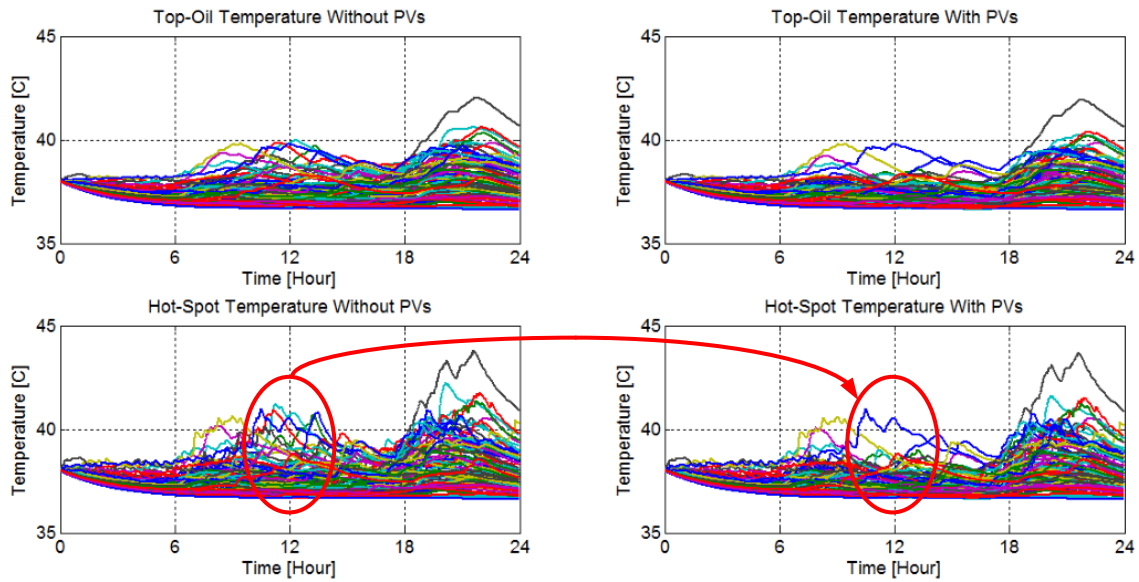 Top-Oil Temperature Without PVs
45
40
35
Temperature [C]
0 6 12 18 24
Time [Hour]
Top-Oil Temperature With PVs
45
40
35
Temperature [C]
0 6 12 18 24
Time [Hour]
Hot-Spot Temperature Without PVs
45
40
35
Temperature [C]
0 6 12 18 24
Time [Hour]
Hot-Spot Temperature With PVs
45
40
35
Temperature [C]
0 6 12 18 24
Time [Hour]